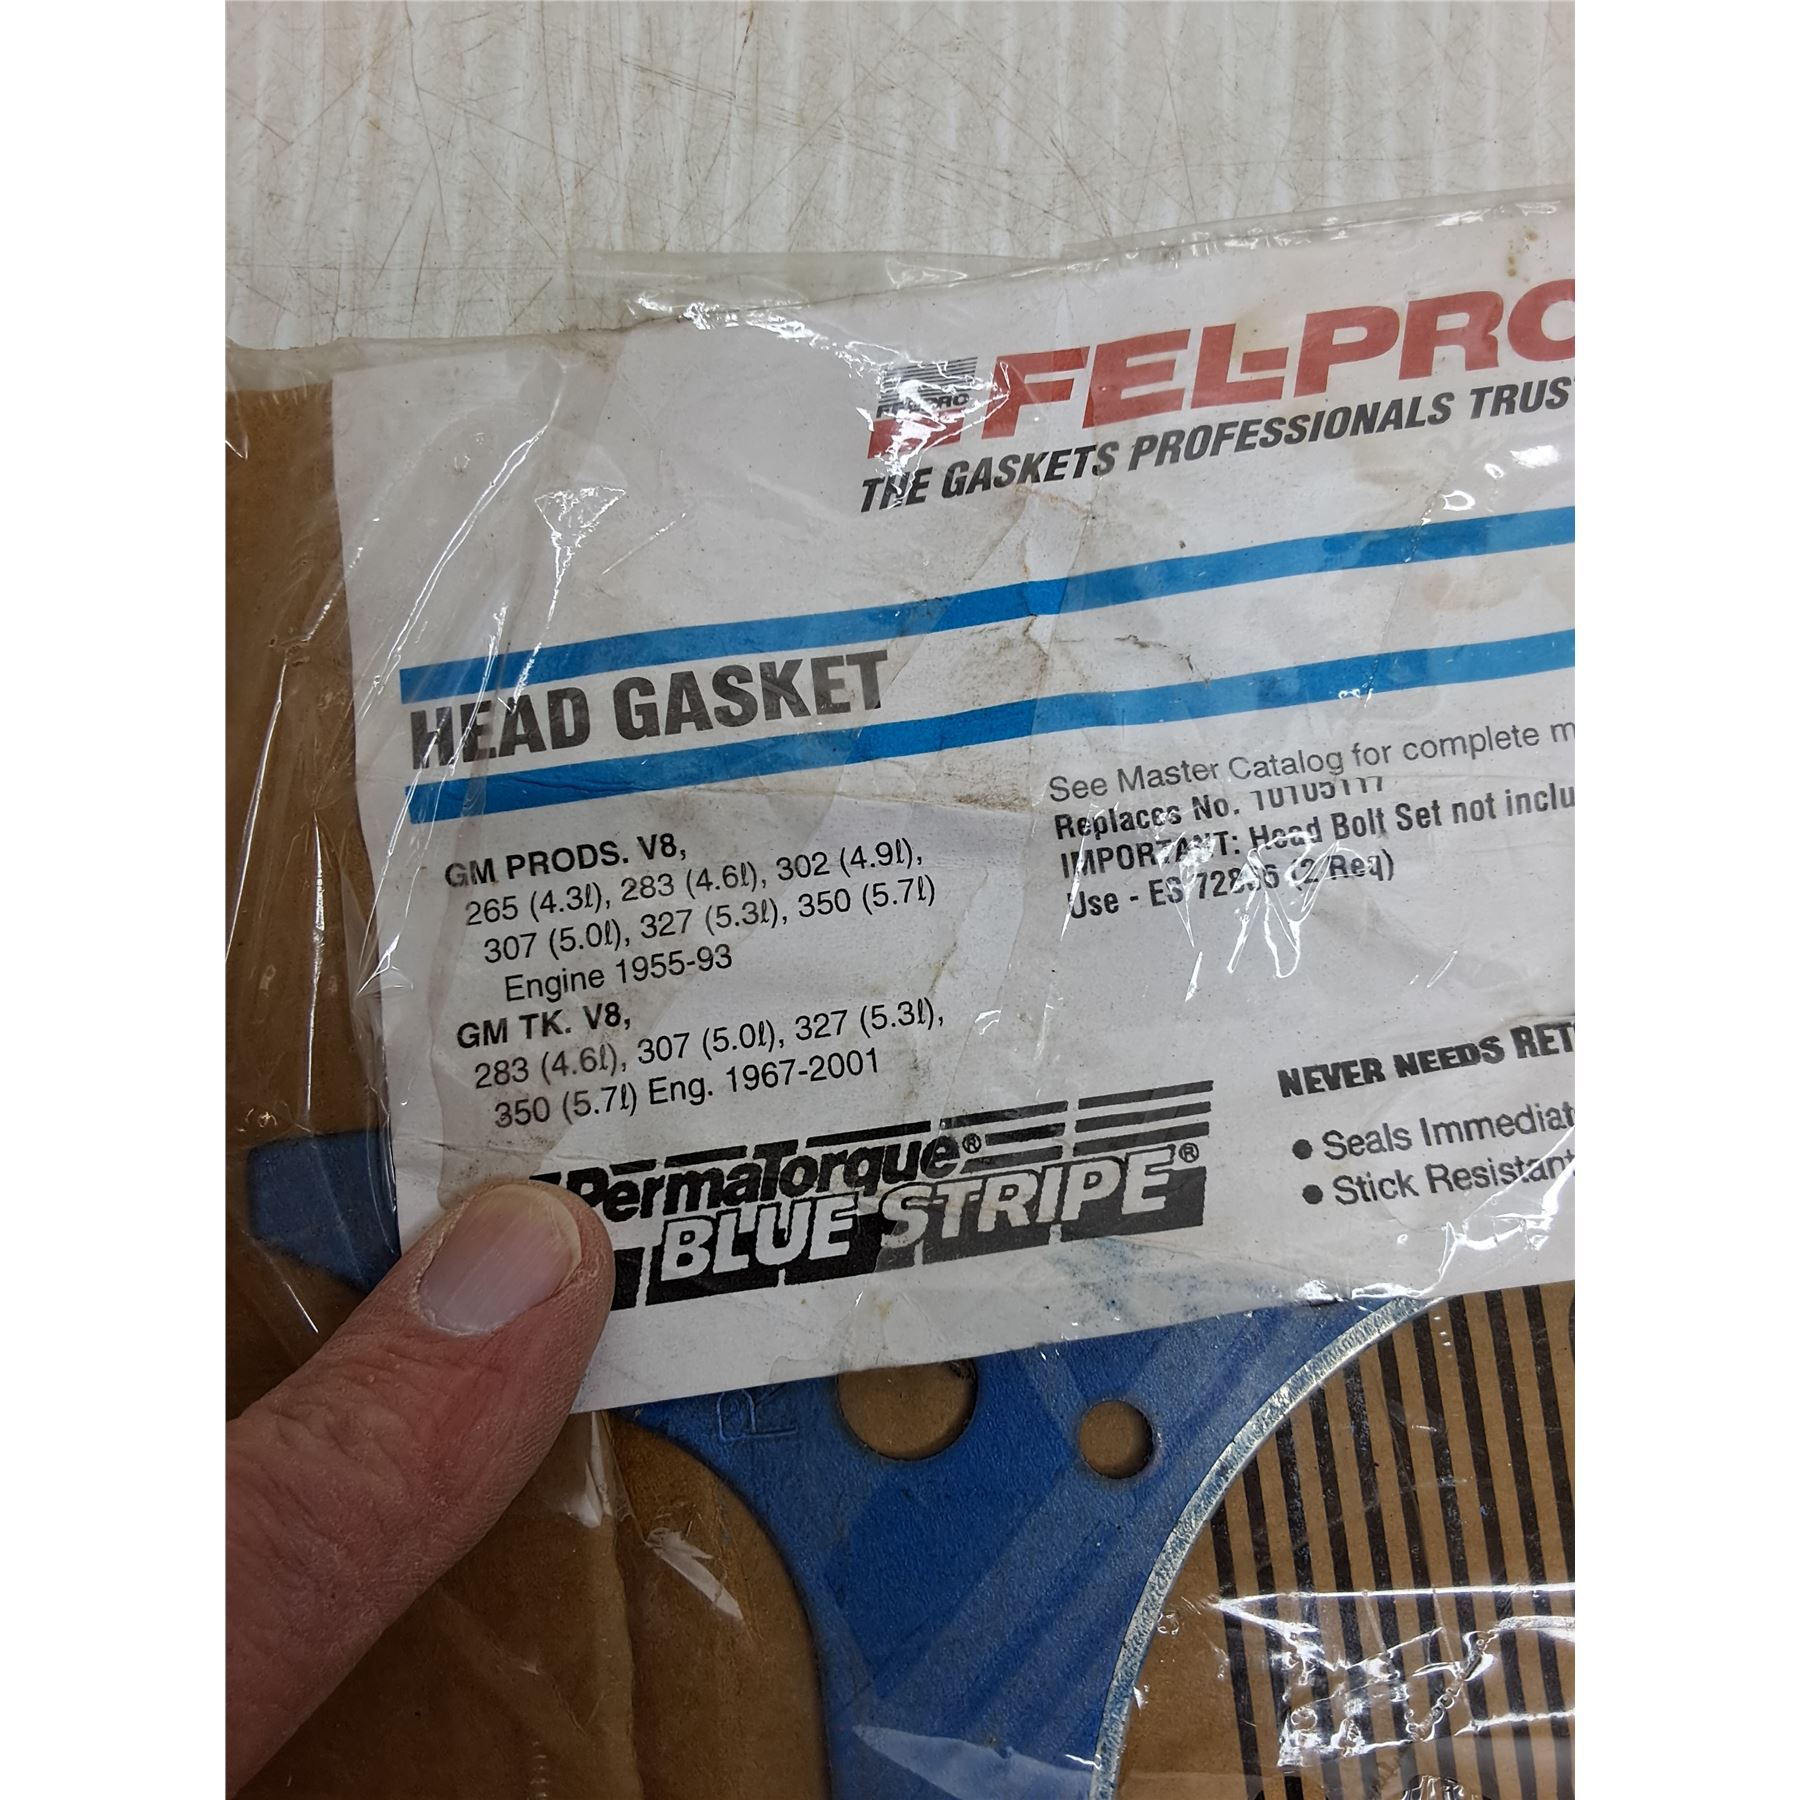 FEL-PRO
FEL-PRO
THE GASKETS PROFESSIONALS TRUS
HEAD GASKET
GM PRODS. V8,
265 (4.3ℓ), 283 (4.6ℓ), 302 (4.9ℓ),
307 (5.0ℓ), 327 (5.3ℓ), 350 (5.7ℓ)
Engine 1955-93
GM TK. V8,
283 (4.6ℓ), 307 (5.0ℓ), 327 (5.3ℓ),
350 (5.7ℓ) Eng. 1967-2001
See Master Catalog for complete m
Replaces No. 10105117
IMPORTANT: Head Bolt Set not inclu
Use - ES (2 Req)
PermaTorque®
BLUE STRIPE®
NEVER NEEDS RET
• Seals Immediat
• Stick Resistant